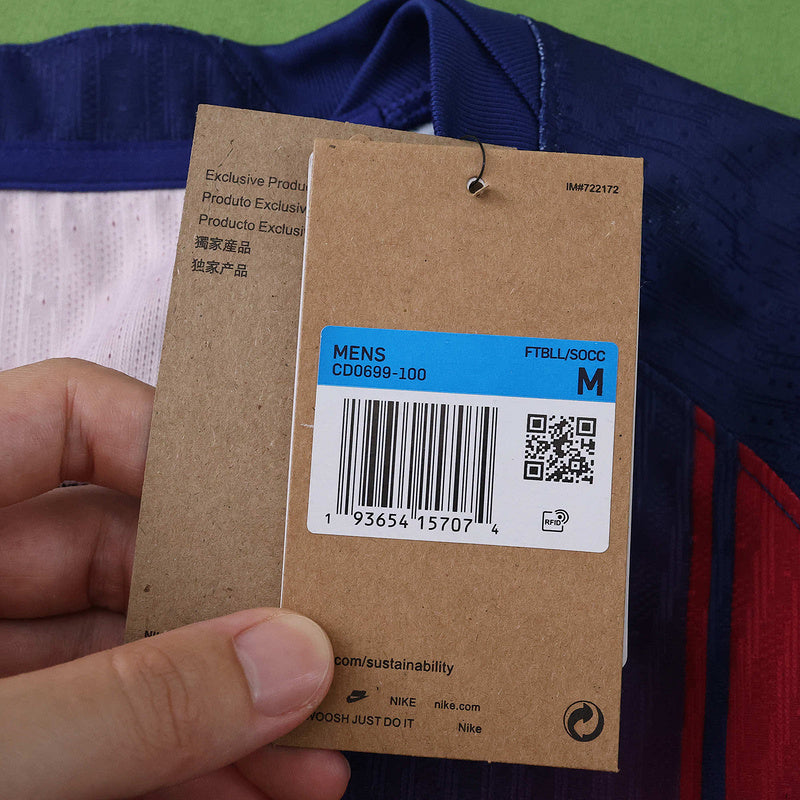 Exclusive Produ
Produto Exclusiv
Producto Exclusi
獨家産品
独家产品
IM#722172
MENS
FTBLL/SOCC
CD0699-100
M
1 93654 15707 4
RFID
.com/sustainability
NIKE nike.com
WOOSH JUST DO IT Nike